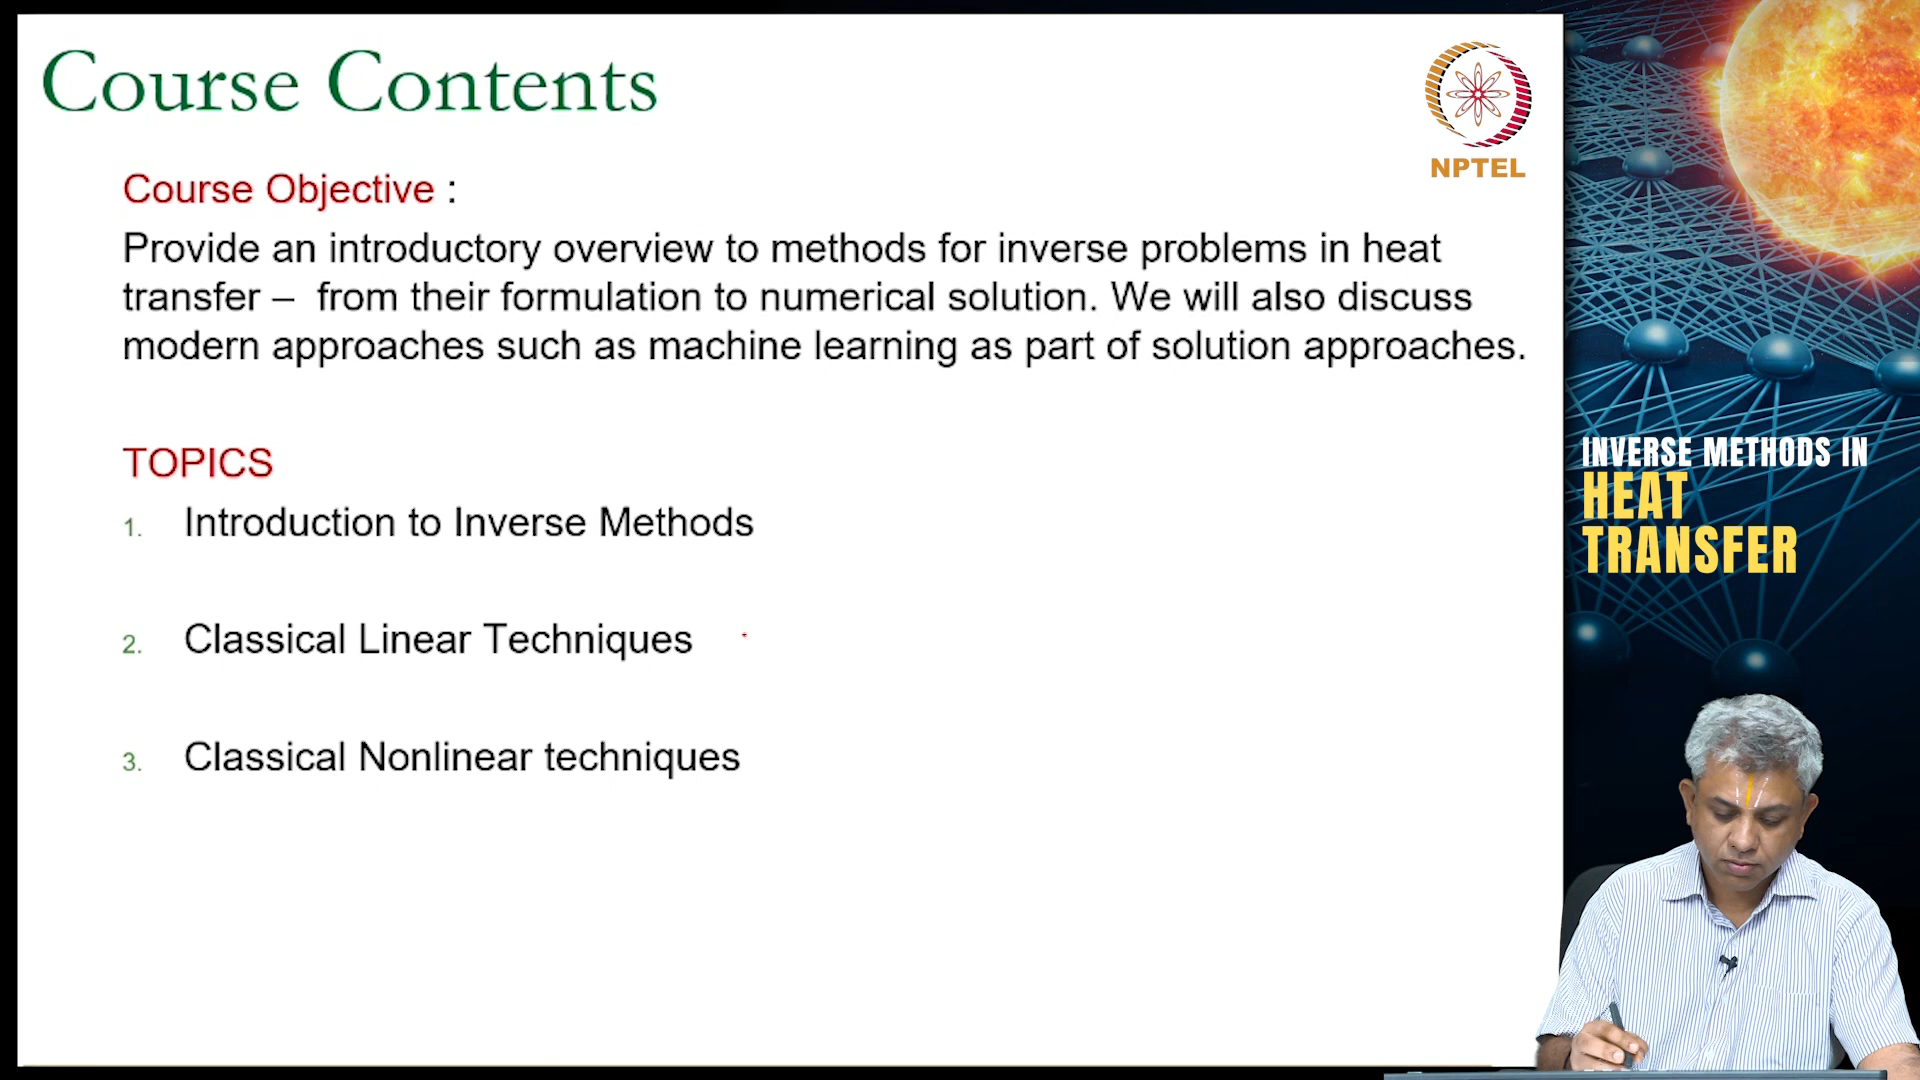 Course Contents
NPTEL
Course Objective :
Provide an introductory overview to methods for inverse problems in heat
transfer – from their formulation to numerical solution. We will also discuss
modern approaches such as machine learning as part of solution approaches.
TOPICS
1. Introduction to Inverse Methods
2. Classical Linear Techniques
3. Classical Nonlinear techniques
INVERSE METHODS IN
HEAT
TRANSFER